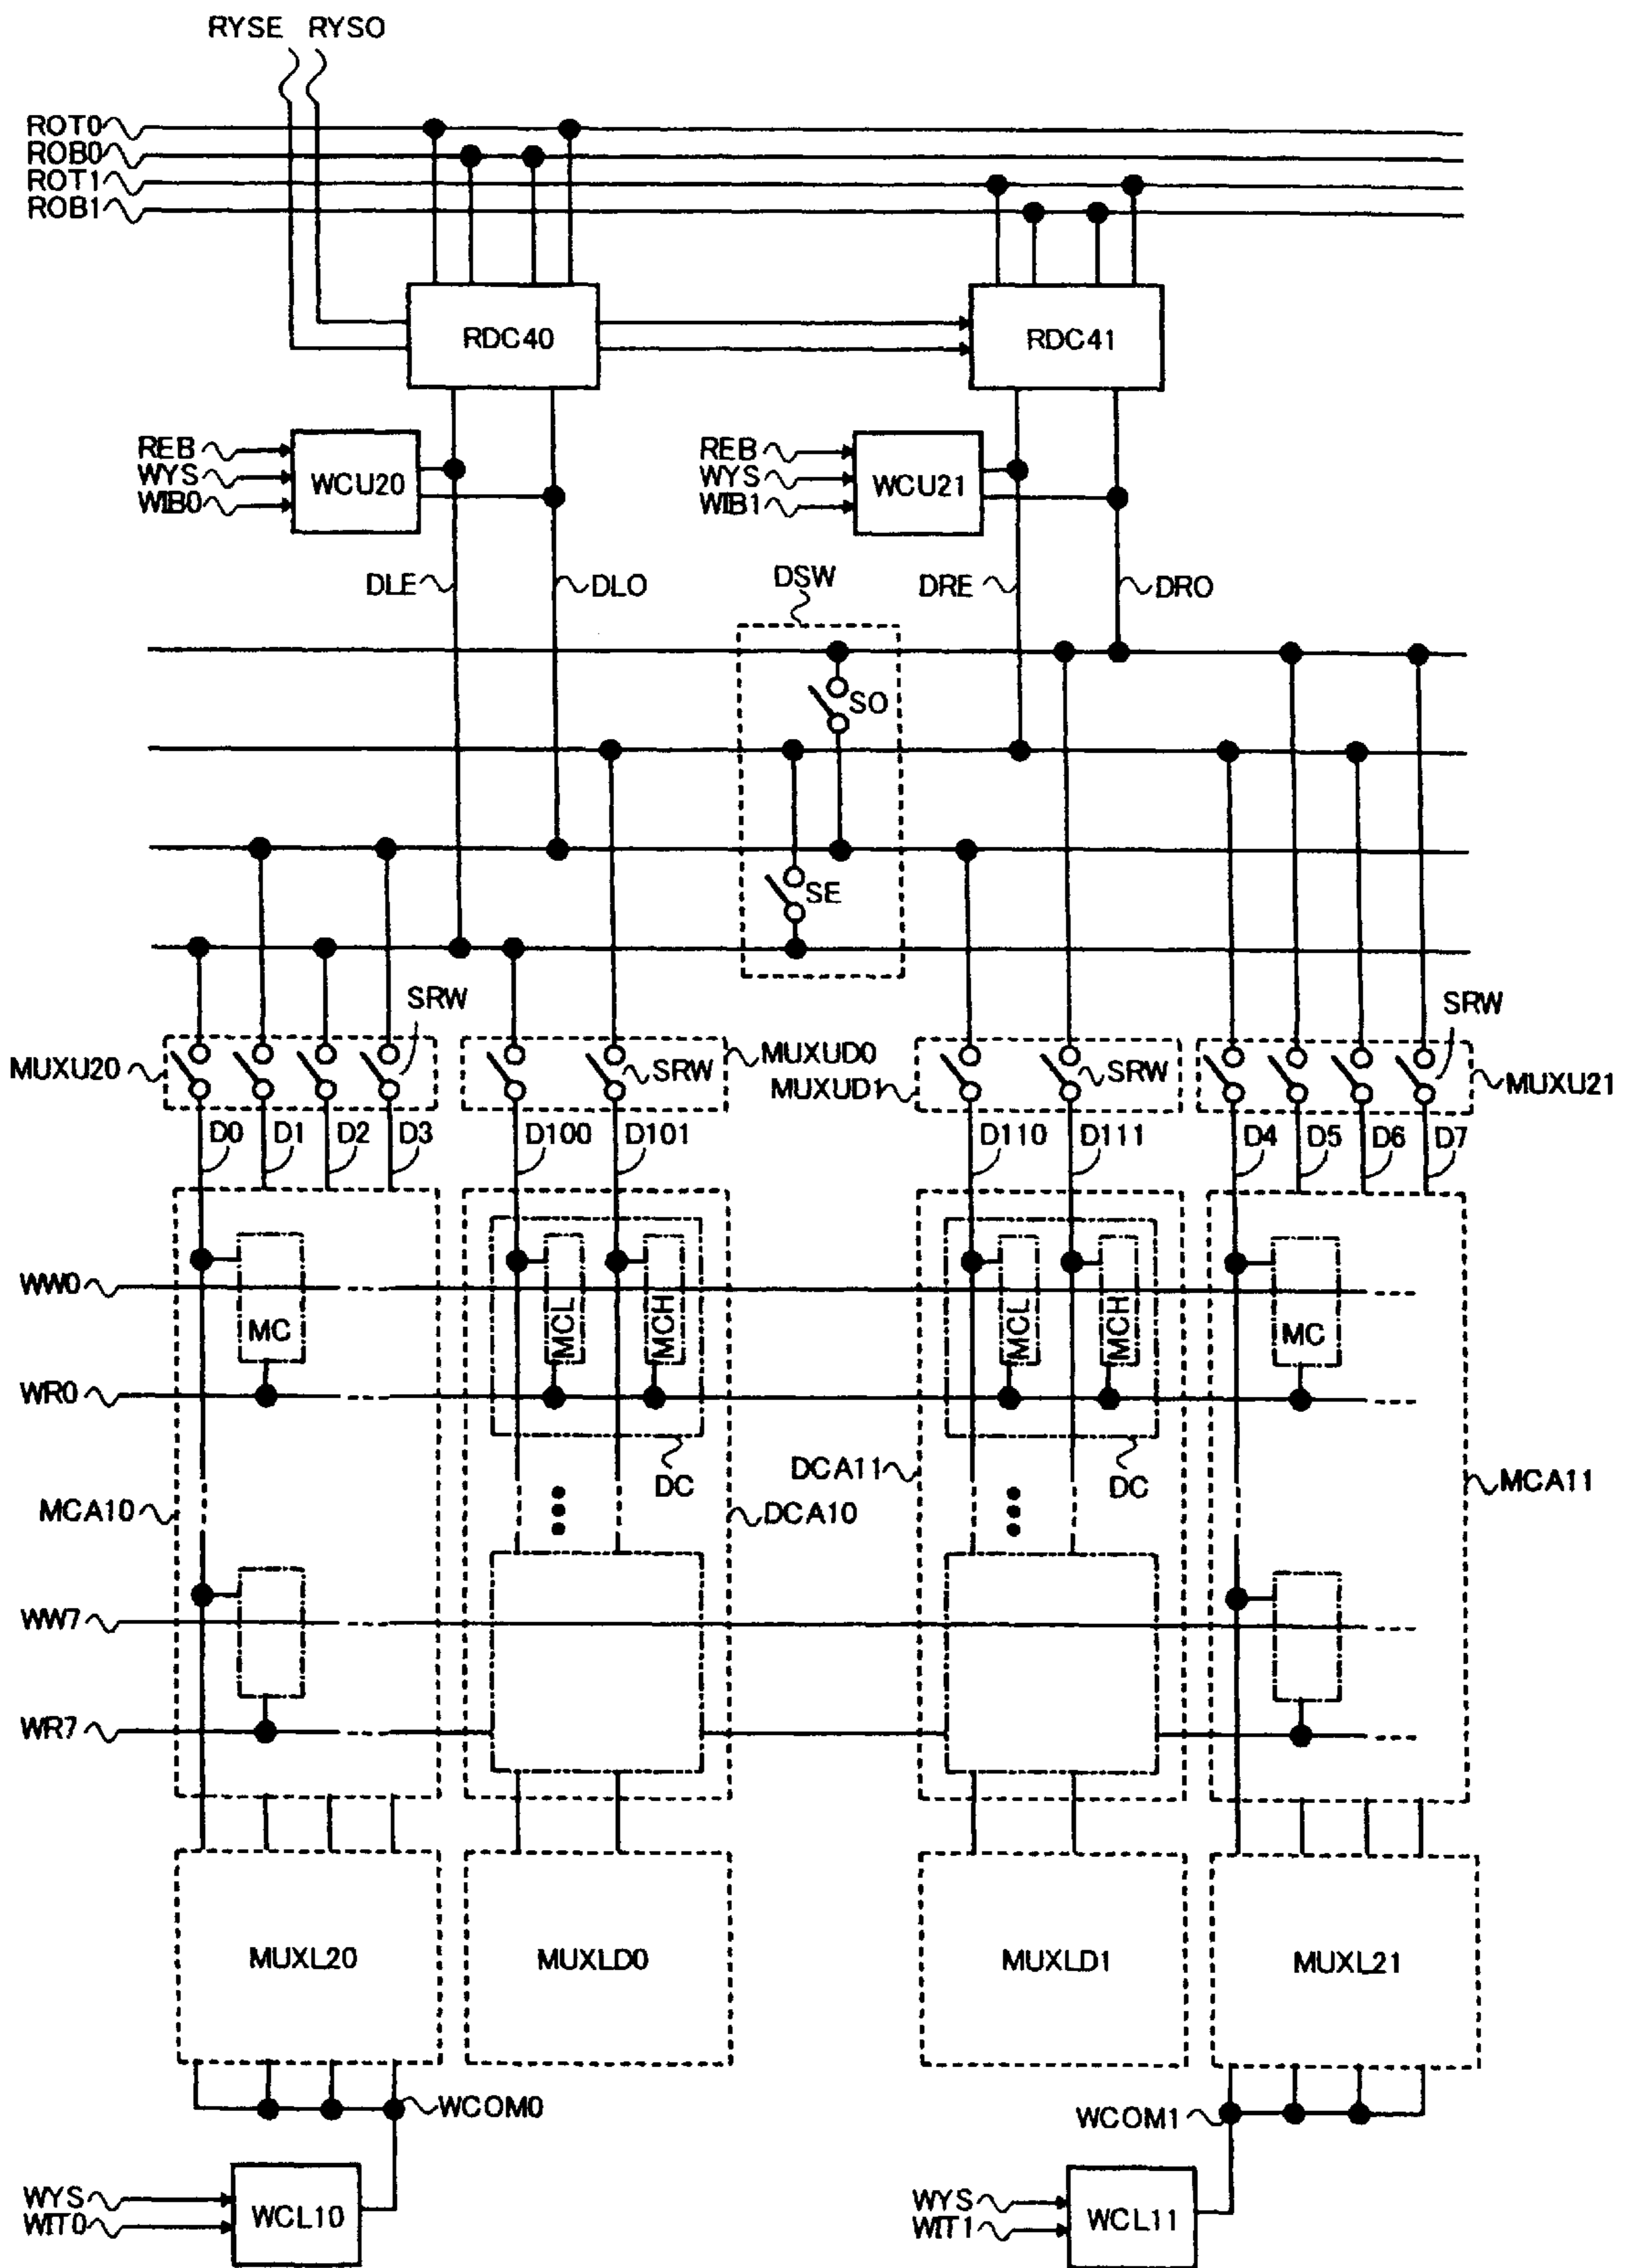 RYSE RYSO
ROT0
ROB0
ROT1
ROB1
RDC40 RDC41
REB REB
WYS WCU20 WYS WCU21
WIB0 WIB1
DLE DLO DSW DRE DRO
SO
SE
SRW SRW
MUXU20 SRW MUXUD0 MUXUD1 SRW MUXU21
D0 D1 D2 D3 D100 D101 D110 D111 D4 D5 D6 D7
WW0
MC MCL MCH MCL MCH MC
WR0
DC DCA11 DC
MCA10 DCA10 MCA11
WW7
WR7
MUXL20 MUXLD0 MUXLD1 MUXL21
WCOM0 WCOM1
WYS WCL10 WYS WCL11
WIT0 WIT1